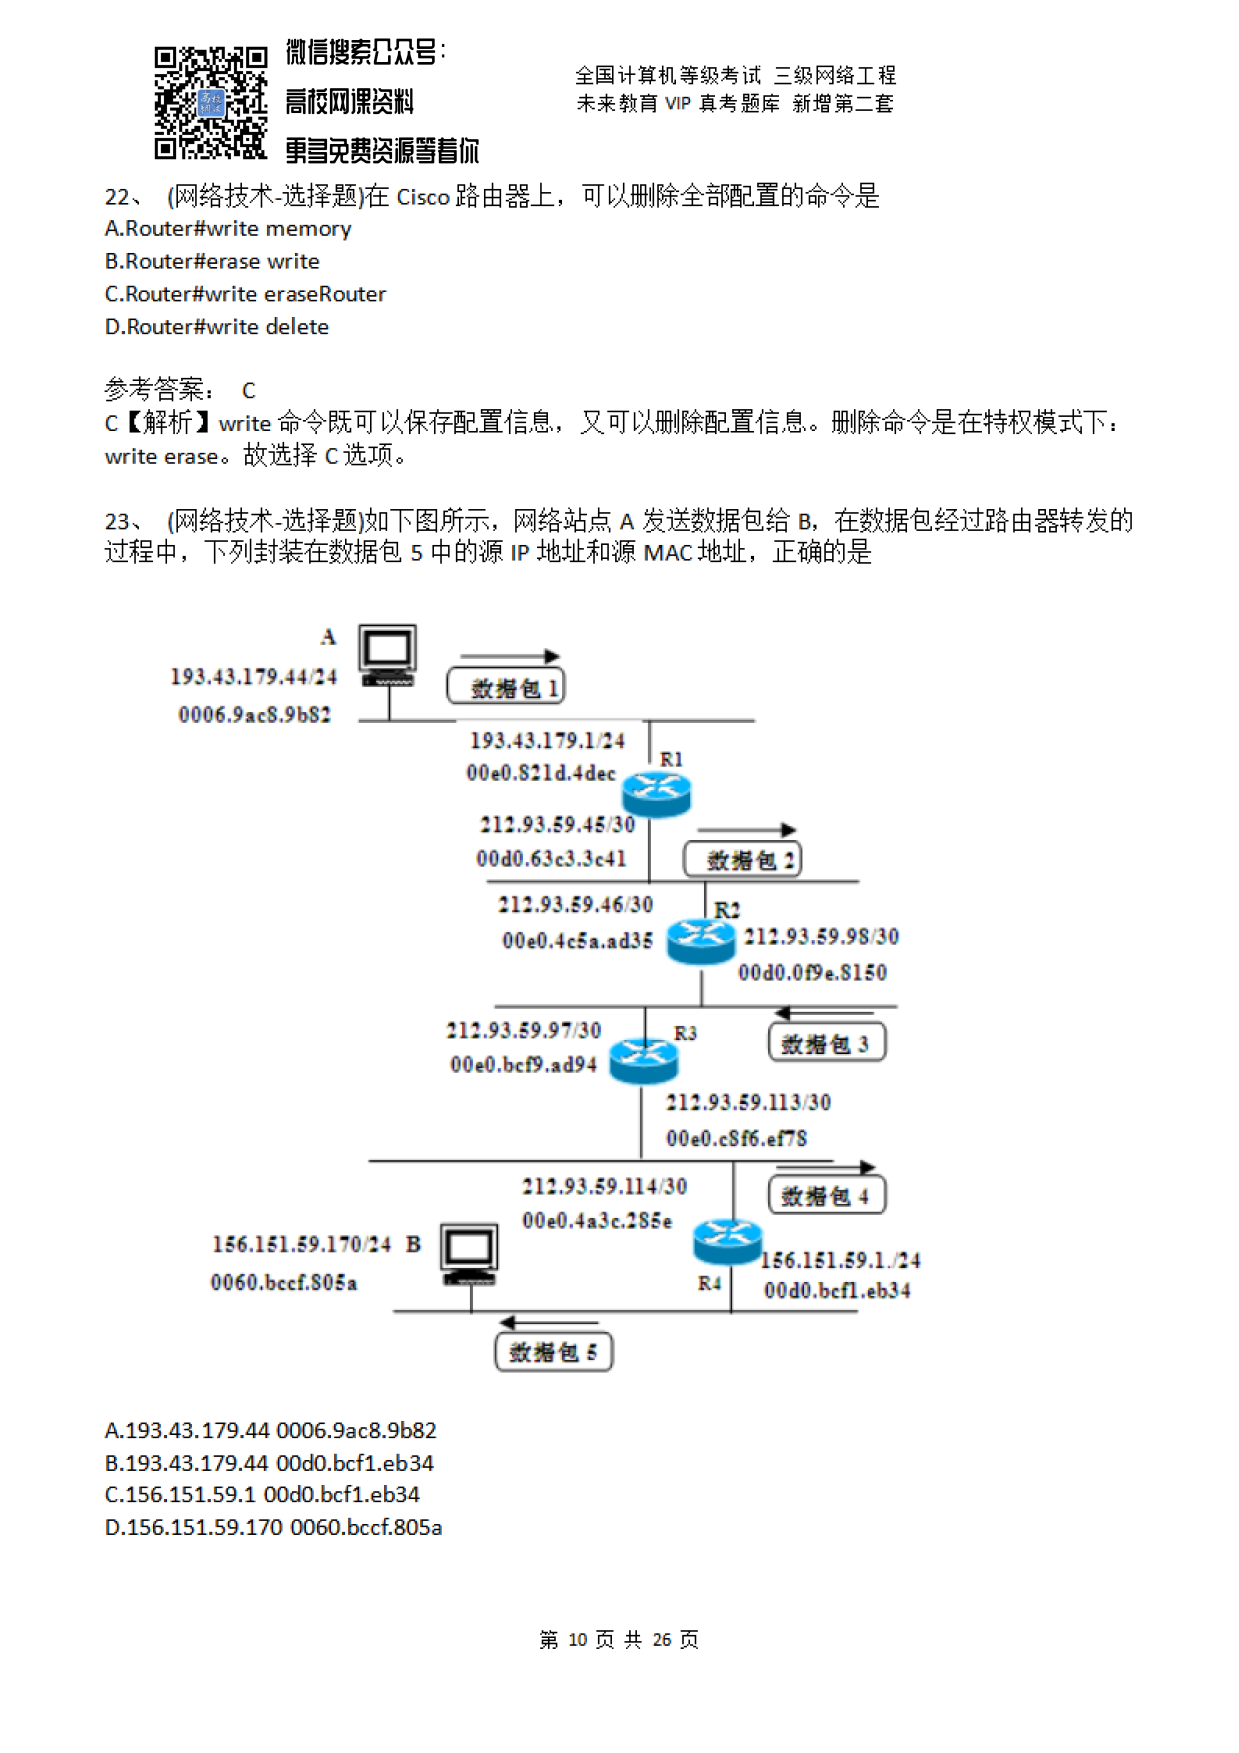 微信搜索公众号：
高校网课资料
更多免费资源等着你
全国计算机等级考试 三级网络工程
未来教育 VIP 真考题库 新增第二套
22、 (网络技术-选择题)在 Cisco 路由器上，可以删除全部配置的命令是
A.Router#write memory
B.Router#erase write
C.Router#write eraseRouter
D.Router#write delete
参考答案： C
C【解析】write 命令既可以保存配置信息，又可以删除配置信息。删除命令是在特权模式下：
write erase。故选择 C 选项。
23、 (网络技术-选择题)如下图所示，网络站点 A 发送数据包给 B，在数据包经过路由器转发的
过程中，下列封装在数据包 5 中的源 IP 地址和源 MAC 地址，正确的是
A
193.43.179.44/24
0006.9ac8.9b82
数据包 1
193.43.179.1/24
00e0.821d.4dec
R1
212.93.59.45/30
00d0.63c3.3c41
数据包 2
212.93.59.46/30
00e0.4c5a.ad35
R2
212.93.59.98/30
00d0.0f9e.8150
212.93.59.97/30
00e0.bcf9.ad94
R3
数据包 3
212.93.59.113/30
00e0.c8f6.ef78
212.93.59.114/30
00e0.4a3c.285e
数据包 4
156.151.59.170/24 B
0060.bccf.805a
R4
156.151.59.1./24
00d0.bcf1.eb34
数据包 5
A.193.43.179.44 0006.9ac8.9b82
B.193.43.179.44 00d0.bcf1.eb34
C.156.151.59.1 00d0.bcf1.eb34
D.156.151.59.170 0060.bccf.805a
第 10 页 共 26 页